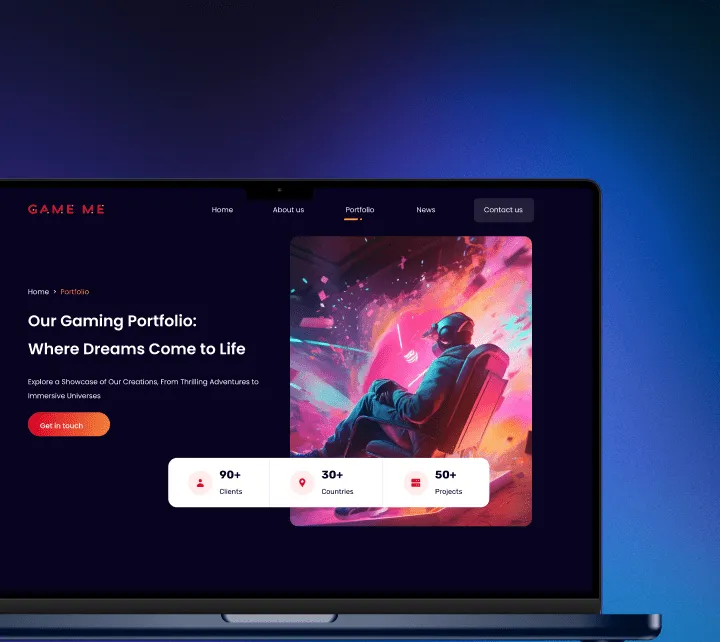 GAME ME
Home
About us
Portfolio
News
Contact us
Home > Portfolio
Our Gaming Portfolio:
Where Dreams Come to Life
Explore a Showcase of Our Creations, From Thrilling Adventures to
Immersive Universes
Get in touch
90+
Clients
30+
Countries
50+
Projects